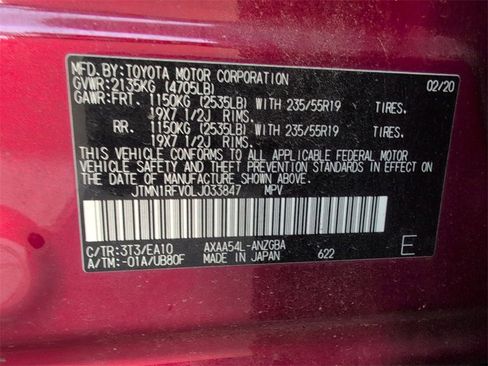 MFD. BY: TOYOTA MOTOR CORPORATION 02/20
GVWR: 2135KG (4705LB)
GAWR: FRT. 1150KG (2535LB) WITH 235/55R19 TIRES,
19X7 1/2J RIMS.
RR. 1150KG (2535LB) WITH 235/55R19 TIRES,
19X7 1/2J RIMS.
THIS VEHICLE CONFORMS TO ALL APPLICABLE FEDERAL MOTOR
VEHICLE SAFETY AND THEFT PREVENTION STANDARDS IN EFFECT ON THE
DATE OF MANUFACTURE SHOWN ABOVE.
JTMN1RFV0LJ033847 MPV
C/TR: 3T3/EA10 AXAA54L-ANZGBA E
A/TM: -01A/UB80F MADE IN JAPAN 622